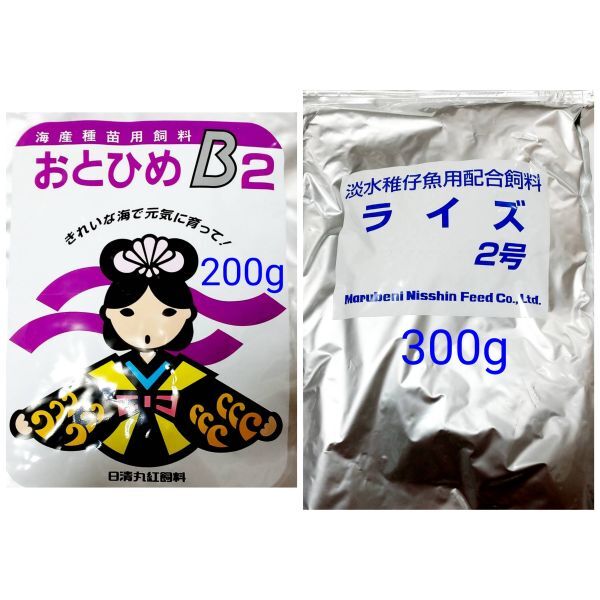 海産種苗用飼料
おとひめ B2
きれいな海で元気に育って!
200g
日清丸紅飼料
淡水稚仔魚用配合飼料
ライズ
2号
Marubeni Nisshin Feed Co., Ltd.
300g